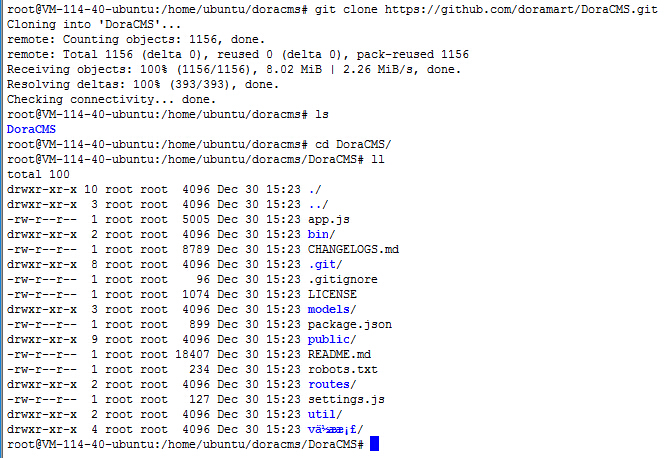 root@VM-114-40-ubuntu:/home/ubuntu/doracms# git clone https://github.com/doramart/DoraCMS.git
Cloning into 'DoraCMS'...
remote: Counting objects: 1156, done.
remote: Total 1156 (delta 0), reused 0 (delta 0), pack-reused 1156
Receiving objects: 100% (1156/1156), 8.02 MiB | 2.26 MiB/s, done.
Resolving deltas: 100% (393/393), done.
Checking connectivity... done.
root@VM-114-40-ubuntu:/home/ubuntu/doracms# ls
DoraCMS
root@VM-114-40-ubuntu:/home/ubuntu/doracms# cd DoraCMS/
root@VM-114-40-ubuntu:/home/ubuntu/doracms/DoraCMS# ll
total 100
drwxr-xr-x 10 root root  4096 Dec 30 15:23 ./
drwxr-xr-x  3 root root  4096 Dec 30 15:23 ../
-rw-r--r--  1 root root  5005 Dec 30 15:23 app.js
drwxr-xr-x  2 root root  4096 Dec 30 15:23 bin/
-rw-r--r--  1 root root  8789 Dec 30 15:23 CHANGELOGS.md
drwxr-xr-x  8 root root  4096 Dec 30 15:23 .git/
-rw-r--r--  1 root root    96 Dec 30 15:23 .gitignore
-rw-r--r--  1 root root  1074 Dec 30 15:23 LICENSE
drwxr-xr-x  3 root root  4096 Dec 30 15:23 models/
-rw-r--r--  1 root root   899 Dec 30 15:23 package.json
drwxr-xr-x  9 root root  4096 Dec 30 15:23 public/
-rw-r--r--  1 root root 18407 Dec 30 15:23 README.md
-rw-r--r--  1 root root   234 Dec 30 15:23 robots.txt
drwxr-xr-x  2 root root  4096 Dec 30 15:23 routes/
-rw-r--r--  1 root root   127 Dec 30 15:23 settings.js
drwxr-xr-x  2 root root  4096 Dec 30 15:23 util/
drwxr-xr-x  4 root root  4096 Dec 30 15:23
root@VM-114-40-ubuntu:/home/ubuntu/doracms/DoraCMS#